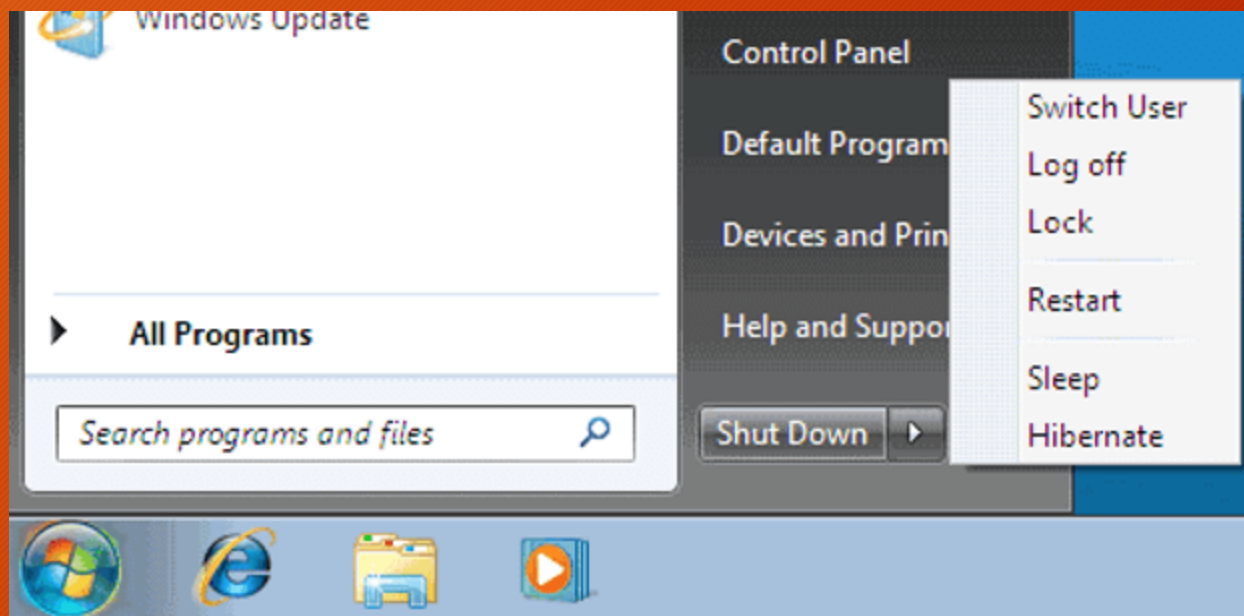 Windows Update
All Programs
Search programs and files
Control Panel
Default Program
Devices and Prin
Help and Suppor
Shut Down
Switch User
Log off
Lock
Restart
Sleep
Hibernate